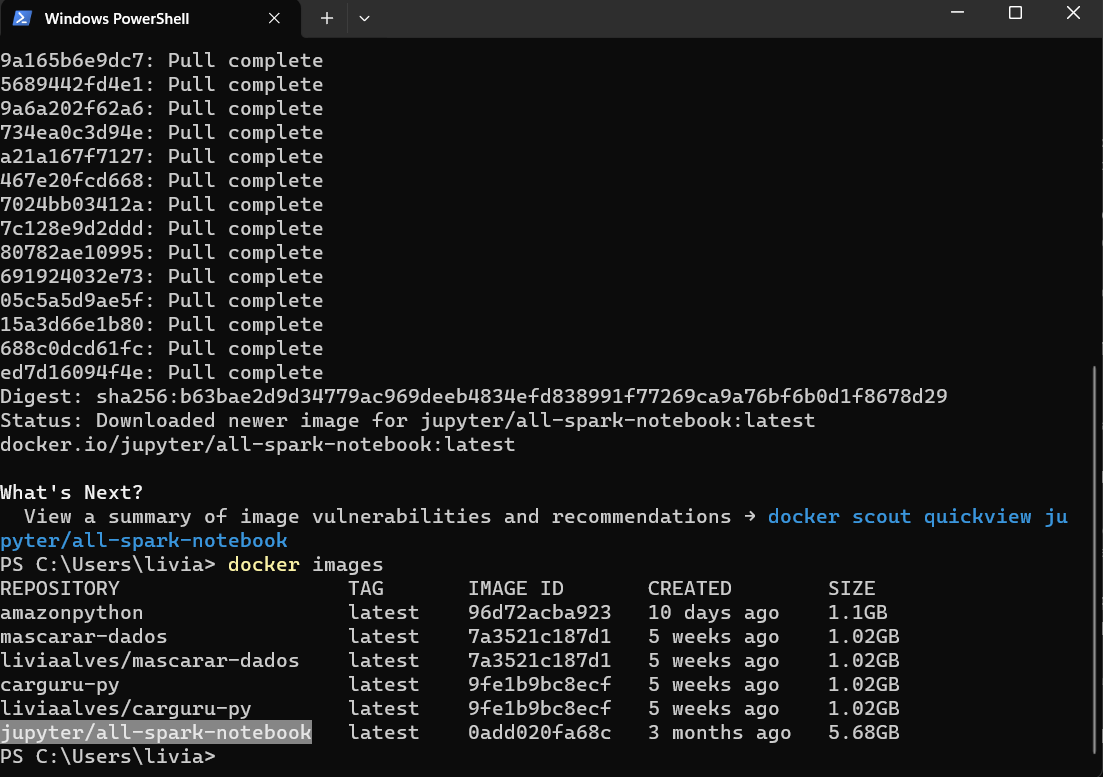 Windows PowerShell
9a165b6e9dc7: Pull complete
5689442fd4e1: Pull complete
9a6a202f62a6: Pull complete
734ea0c3d94e: Pull complete
a21a167f7127: Pull complete
467e20fcd668: Pull complete
7024bb03412a: Pull complete
7c128e9d2ddd: Pull complete
80782ae10995: Pull complete
691924032e73: Pull complete
05c5a5d9ae5f: Pull complete
15a3d66e1b80: Pull complete
688c0dcd61fc: Pull complete
ed7d16094f4e: Pull complete
Digest: sha256:b63bae2d9d34779ac969deeb4834efd838991f77269ca9a76bf6b0d1f8678d29
Status: Downloaded newer image for jupyter/all-spark-notebook:latest
docker.io/jupyter/all-spark-notebook:latest
What's Next?
View a summary of image vulnerabilities and recommendations → docker scout quickview ju
pyter/all-spark-notebook
PS C:\Users\livia> docker images
REPOSITORY TAG IMAGE ID CREATED SIZE
amazonpython latest 96d72acba923 10 days ago 1.1GB
mascarar-dados latest 7a3521c187d1 5 weeks ago 1.02GB
liviaalves/mascarar-dados latest 7a3521c187d1 5 weeks ago 1.02GB
carguru-py latest 9fe1b9bc8ecf 5 weeks ago 1.02GB
liviaalves/carguru-py latest 9fe1b9bc8ecf 5 weeks ago 1.02GB
jupyter/all-spark-notebook latest 0add020fa68c 3 months ago 5.68GB
PS C:\Users\livia>